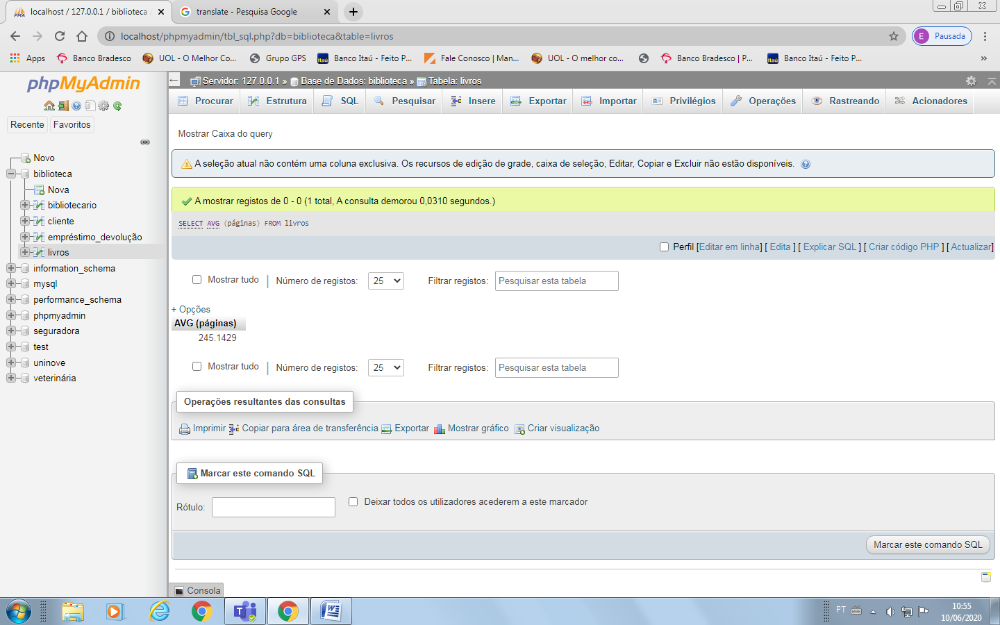 localhost / 127.0.0.1 / biblioteca
translate - Pesquisa Google
localhost/phpmyadmin/tbl_sql.php?db=biblioteca&table=livros
E Pausada
Apps Banco Bradesco UOL - O Melhor Co... Grupo GPS Banco Itaú - Feito P... Fale Conosco | Man... UOL - O melhor co... Banco Bradesco | P... Banco Itaú - Feito P... »
phpMyAdmin
Recente Favoritos
Novo
biblioteca
Nova
bibliotecario
cliente
empréstimo_devolução
livros
information_schema
mysql
performance_schema
phpmyadmin
seguradora
test
uninove
veterinária
Servidor: 127.0.0.1 » Base de Dados: biblioteca » Tabela: livros
Procurar Estrutura SQL Pesquisar Insere Exportar Importar Privilégios Operações Rastreando Acionadores
Mostrar Caixa do query
A seleção atual não contém uma coluna exclusiva. Os recursos de edição de grade, caixa de seleção, Editar, Copiar e Excluir não estão disponíveis.
A mostrar registos de 0 - 0 (1 total, A consulta demorou 0,0310 segundos.)
SELECT AVG (páginas) FROM livros
Perfil [Editar em linha] [ Edita ] [ Explicar SQL ] [ Criar código PHP ] [ Actualizar]
Mostrar tudo | Número de registos: 25 Filtrar registos: Pesquisar esta tabela
+ Opções
AVG (páginas)
245.1429
Mostrar tudo | Número de registos: 25 Filtrar registos: Pesquisar esta tabela
Operações resultantes das consultas
Imprimir Copiar para área de transferência Exportar Mostrar gráfico Criar visualização
Marcar este comando SQL
Rótulo: Deixar todos os utilizadores acederem a este marcador
Marcar este comando SQL
Consola
PT
10:55
10/06/2020